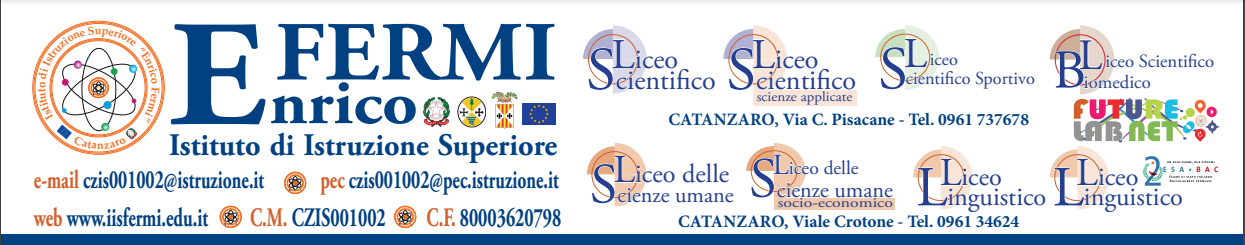 Istituto di Istruzione Superiore "Enrico Fermi"
Catanzaro
E FERMI
Enrico
Istituto di Istruzione Superiore
e-mail czis001002@istruzione.it pec czis001002@pec.istruzione.it
web www.iisfermi.edu.it C.M. CZIS001002 C.F. 80003620798
Liceo
Scientifico
Liceo
Scientifico
scienze applicate
Liceo
Scientifico Sportivo
Liceo Scientifico
Biomedico
CATANZARO, Via C. Pisacane - Tel. 0961 737678
FUTURE
LAB NET
Liceo delle
Scienze umane
Liceo delle
Scienze umane
socio-economico
Liceo
Linguistico
Liceo
Linguistico
ESABAC
CATANZARO, Viale Crotone - Tel. 0961 34624